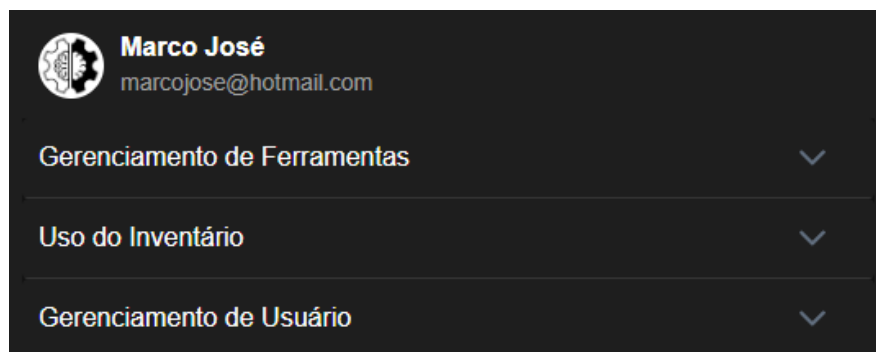 Marco José
marcojose@hotmail.com
Gerenciamento de Ferramentas
Uso do Inventário
Gerenciamento de Usuário